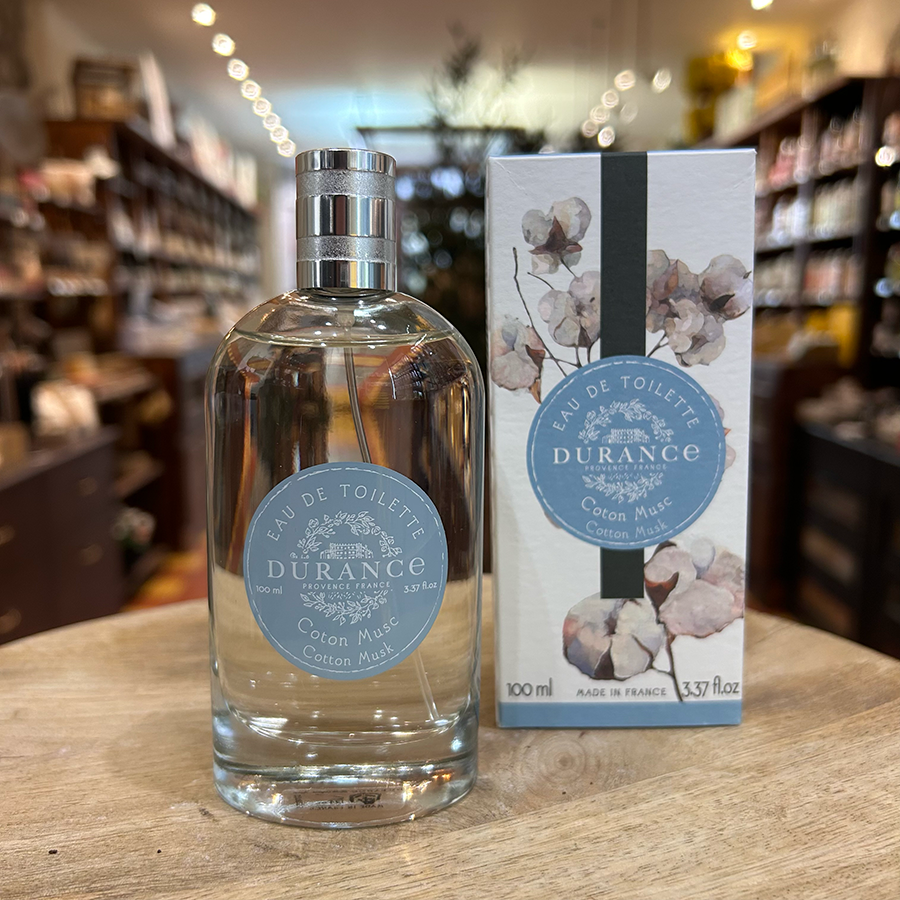 EAU DE TOILETTE
DURANCE
PROVENCE FRANCE
100 ml
3.37 fl.oz
Coton Musc
Cotton Musk
EAU DE TOILETTE
DURANCE
PROVENCE FRANCE
Coton Musc
Cotton Musk
100 ml
MADE IN FRANCE
3.37 fl.oz